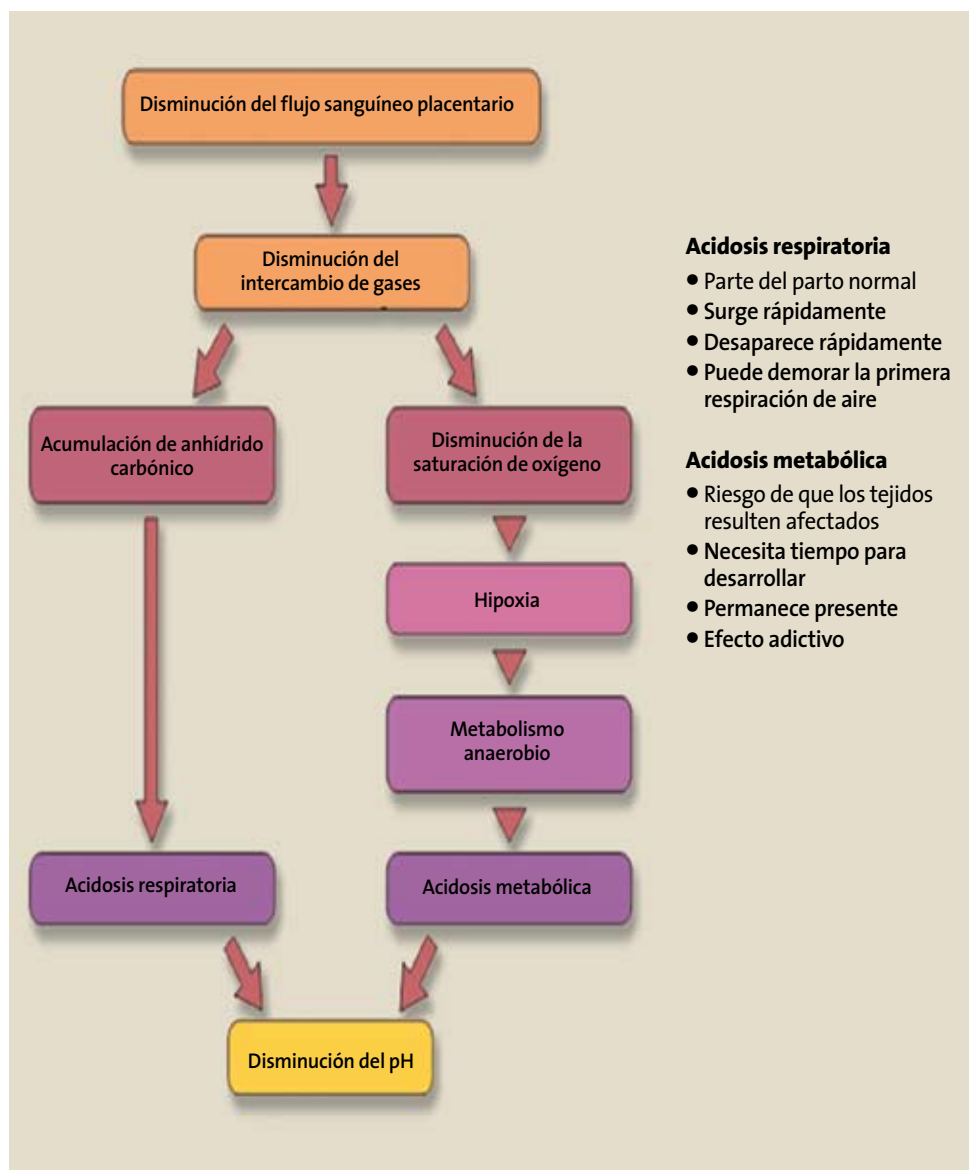 Disminución del flujo sanguíneo placentario
Disminución del
intercambio de gases
Acumulación de anhídrido
carbónico
Disminución de la
saturación de oxígeno
Hipoxia
Metabolismo
anaerobio
Acidosis respiratoria
Acidosis metabólica
Disminución del pH
Acidosis respiratoria
● Parte del parto normal
● Surge rápidamente
● Desaparece rápidamente
● Puede demorar la primera
respiración de aire
Acidosis metabólica
● Riesgo de que los tejidos
resulten afectados
● Necesita tiempo para
desarrollar
● Permanece presente
● Efecto adictivo